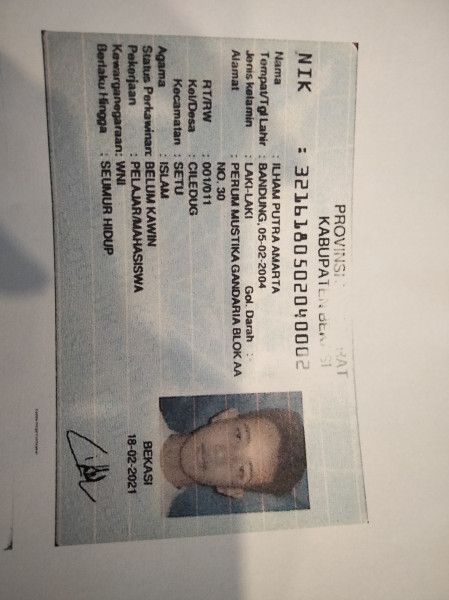 PROVINSI RAT
KABUPATEN BEKASI
NIK : 3216180502040002
Nama : ILHAM PUTRA AMARTA
Tempat/Tgl Lahir : BANDUNG, 05-02-2004
Jenis kelamin : LAKI-LAKI Gol. Darah : -
Alamat : PERUM MUSTIKA GANDARIA BLOK AA
NO. 30
RT/RW : 001/011
Kel/Desa : CILEDUG
Kecamatan : SETU
Agama : ISLAM
Status Perkawinan: BELUM KAWIN
Pekerjaan : PELAJAR/MAHASISWA
Kewarganegaraan: WNI
Berlaku Hingga : SEUMUR HIDUP
BEKASI
18-02-2021